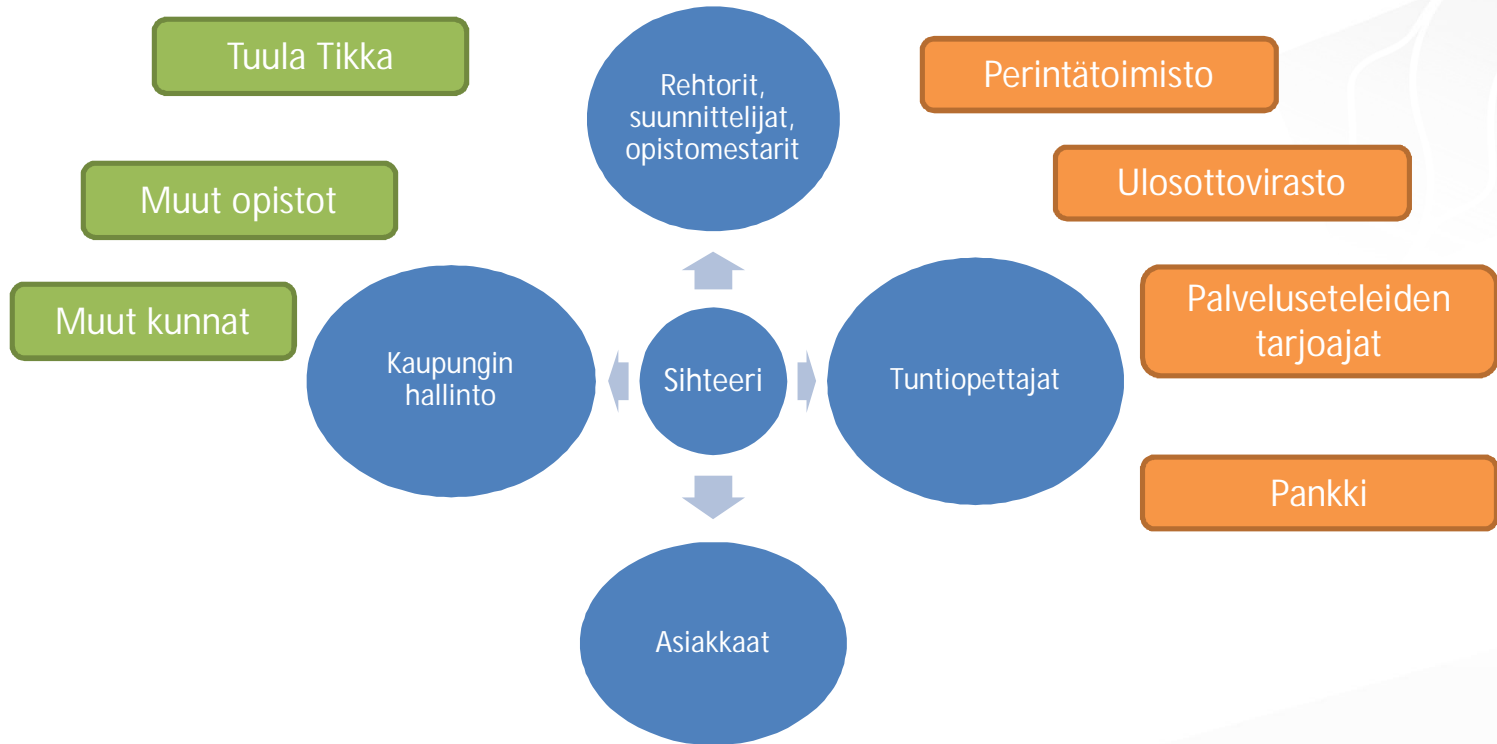 Tuula Tikka
Rehtorit,
suunnittelijat,
opistomestarit
Perintätoimisto
Muut opistot
Ulosottovirasto
Muut kunnat
Kaupungin
hallinto
Sihteeri
Tuntiopettajat
Palveluseteleiden
tarjoajat
Pankki
Asiakkaat